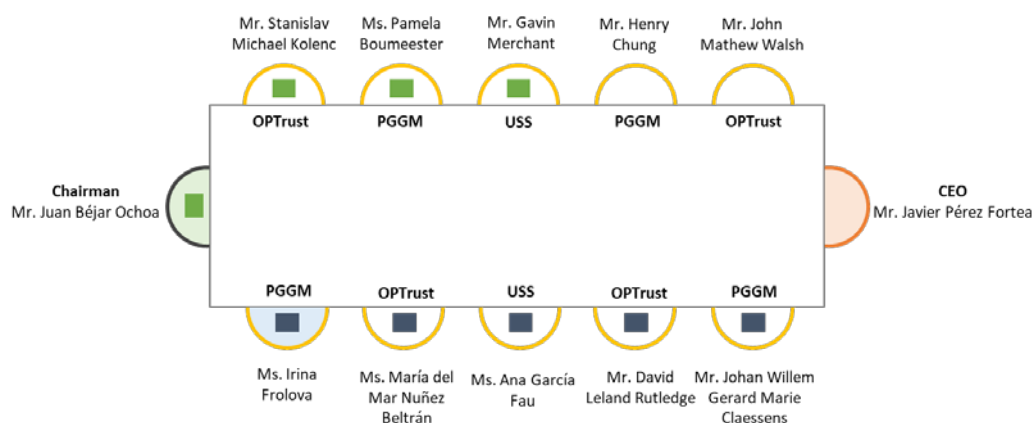 Mr. Stanislav
Michael Kolenc
Ms. Pamela
Boumeester
Mr. Gavin
Merchant
Mr. Henry
Chung
Mr. John
Mathew Walsh
OPTrust
PGGM
USS
PGGM
OPTrust
Chairman
Mr. Juan Béjar Ochoa
CEO
Mr. Javier Pérez Fortea
PGGM
OPTrust
USS
OPTrust
PGGM
Ms. Irina
Frolova
Ms. María del
Mar Nuñez
Beltrán
Ms. Ana García
Fau
Mr. David
Leland Rutledge
Mr. Johan Willem
Gerard Marie
Claessens